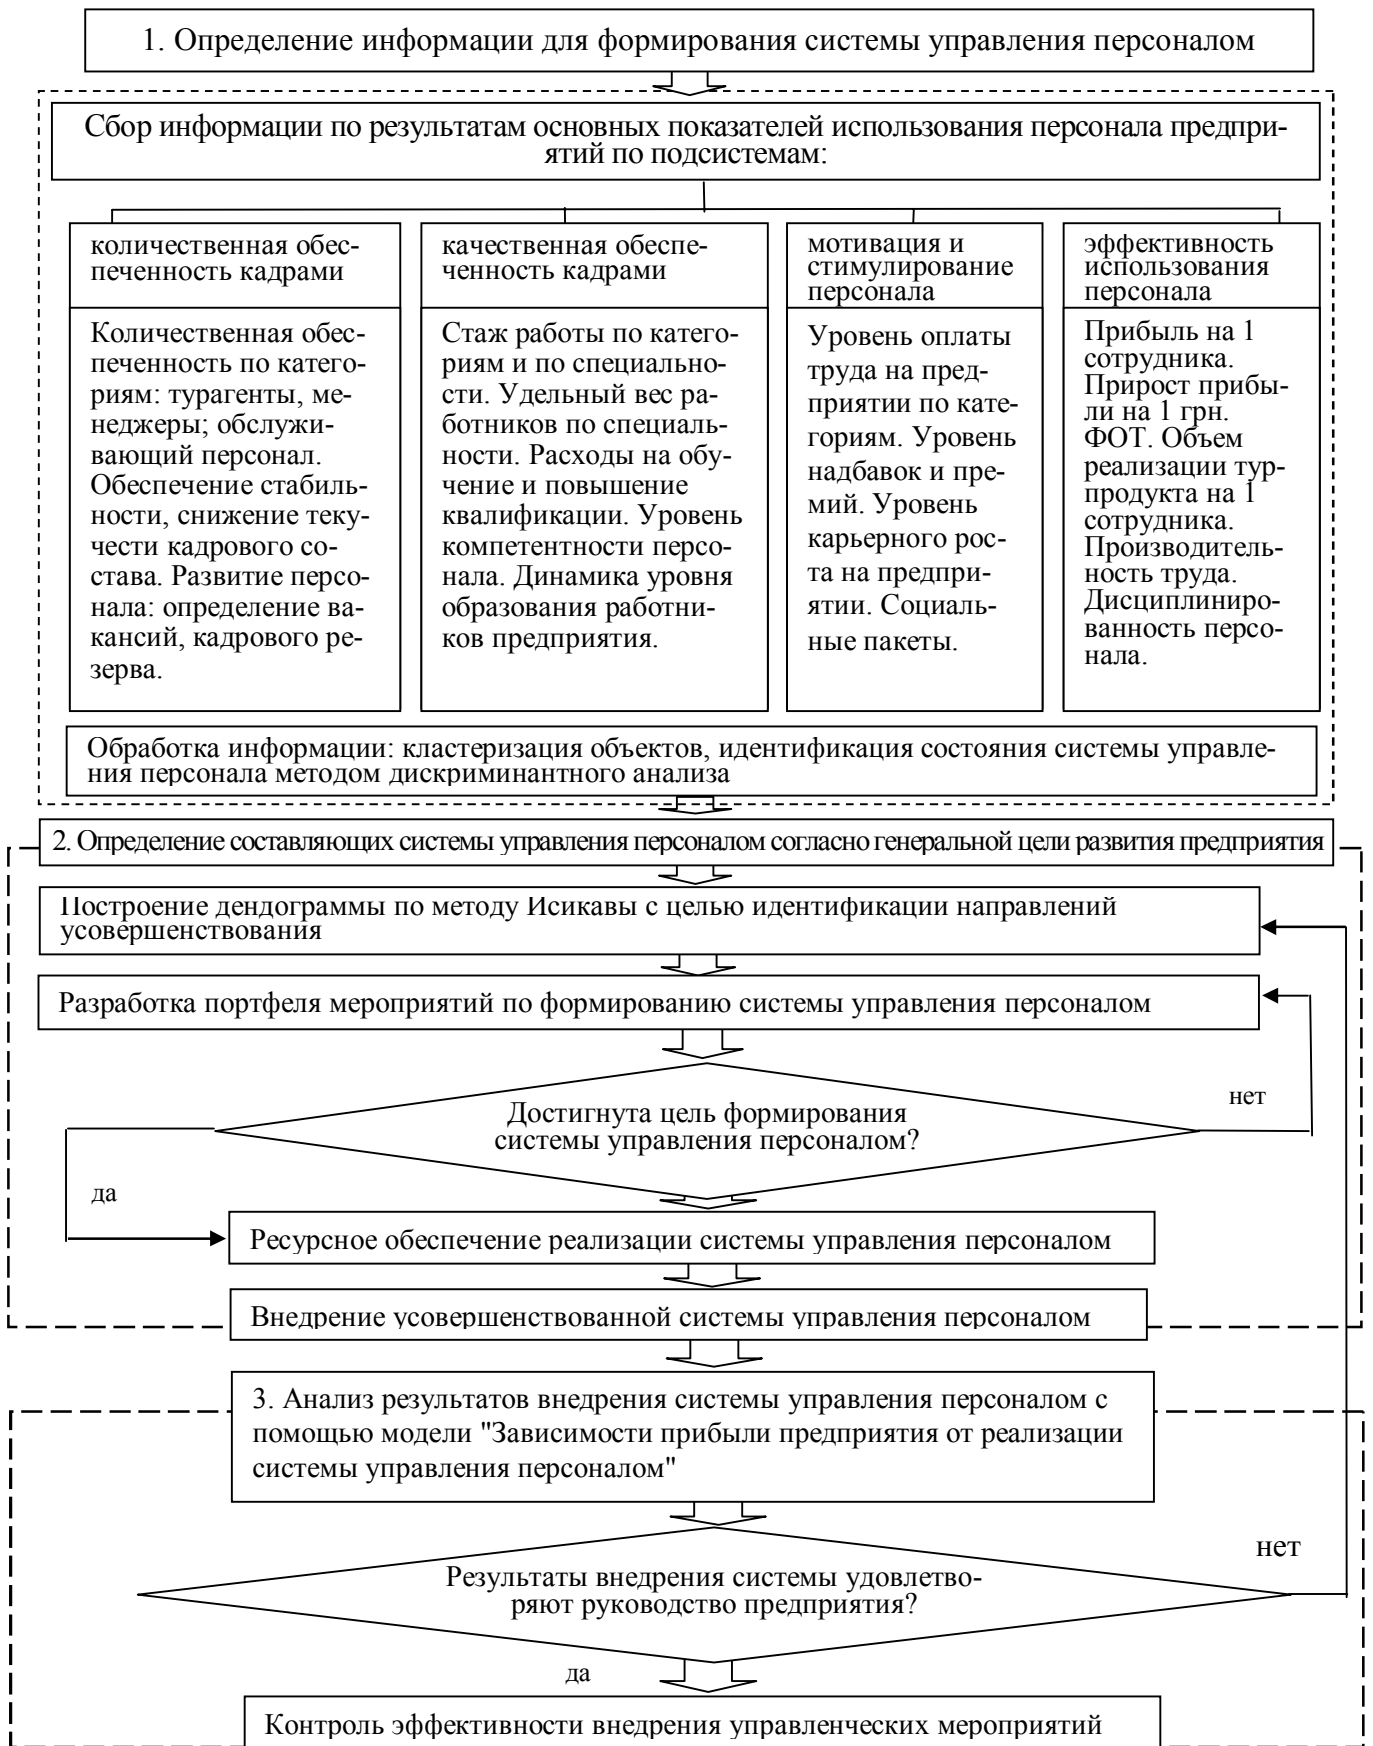 1. Определение информации для формирования системы управления персоналом
Сбор информации по результатам основных показателей использования персонала предпри-
ятий по подсистемам:
количественная обес-
печенность кадрами
Количественная обес-
печенность по катего-
риям: турагенты, ме-
неджеры; обслужи-
вающий персонал.
Обеспечение стабиль-
ности, снижение теку-
чести кадрового со-
става. Развитие персо-
нала: определение ва-
кансий, кадрового ре-
зерва.
качественная обеспе-
ченность кадрами
Стаж работы по катего-
риям и по специально-
сти. Удельный вес ра-
ботников по специаль-
ности. Расходы на обу-
чение и повышение
квалификации. Уровень
компетентности персо-
нала. Динамика уровня
образования работни-
ков предприятия.
мотивация и
стимулирование
персонала
Уровень оплаты
труда на пред-
приятии по кате-
гориям. Уровень
надбавок и пре-
мий. Уровень
карьерного рос-
та на предпри-
ятии. Социаль-
ные пакеты.
эффективность
использования
персонала
Прибыль на 1
сотрудника.
Прирост прибы-
ли на 1 грн.
ФОТ. Объем
реализации тур-
продукта на 1
сотрудника.
Производитель-
ность труда.
Дисциплиниро-
ванность персо-
нала.
Обработка информации: кластеризация объектов, идентификация состояния системы управле-
ния персонала методом дискриминантного анализа
2. Определение составляющих системы управления персоналом согласно генеральной цели развития предприятия
Построение дендограммы по методу Исикавы с целью идентификации направлений
усовершенствования
Разработка портфеля мероприятий по формированию системы управления персоналом
Достигнута цель формирования
системы управления персоналом?
нет
да
Ресурсное обеспечение реализации системы управления персоналом
Внедрение усовершенствованной системы управления персоналом
3. Анализ результатов внедрения системы управления персоналом с
помощью модели "Зависимости прибыли предприятия от реализации
системы управления персоналом"
Результаты внедрения системы удовлетво-
ряют руководство предприятия?
нет
да
Контроль эффективности внедрения управленческих мероприятий